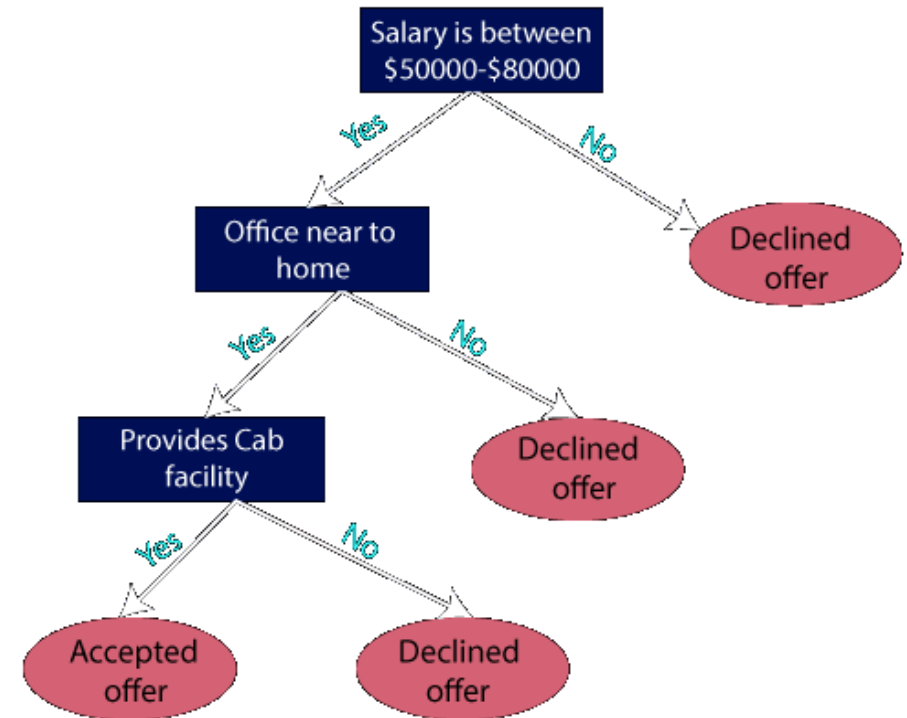 Salary is between
$50000-$80000
Yes
No
Office near to
home
Declined
offer
Yes
No
Provides Cab
facility
Declined
offer
Yes
No
Accepted
offer
Declined
offer